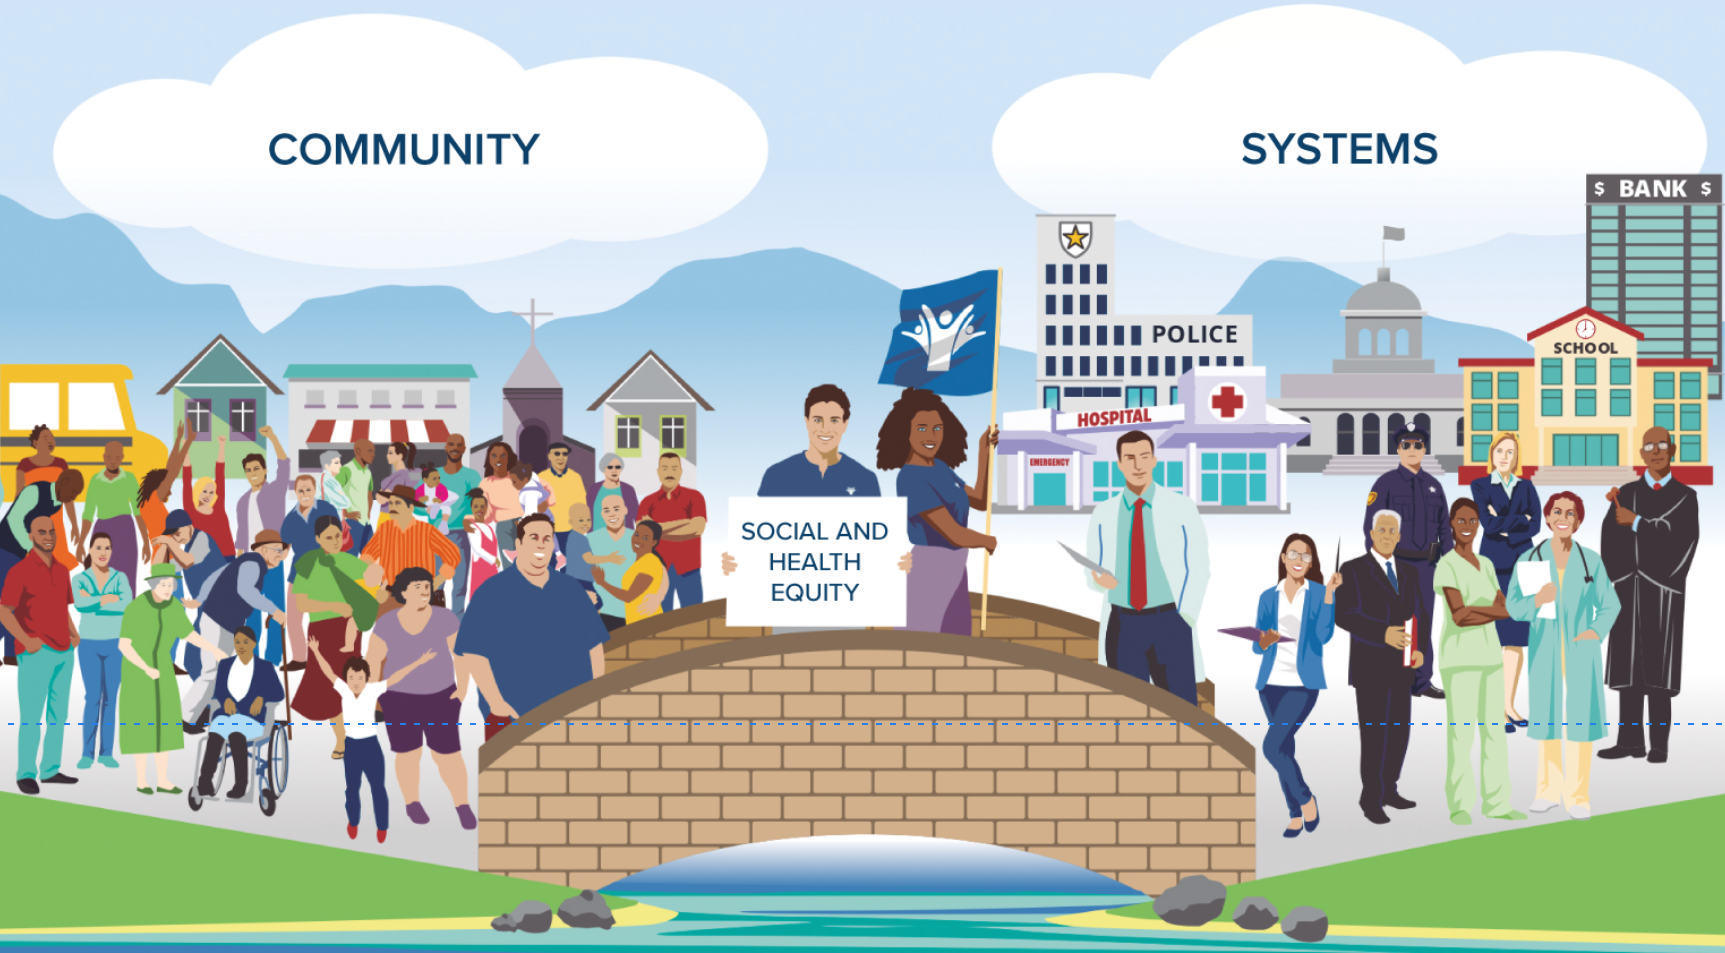 COMMUNITY
SYSTEMS
$ BANK $
POLICE
SCHOOL
HOSPITAL
EMERGENCY
SOCIAL AND
HEALTH
EQUITY